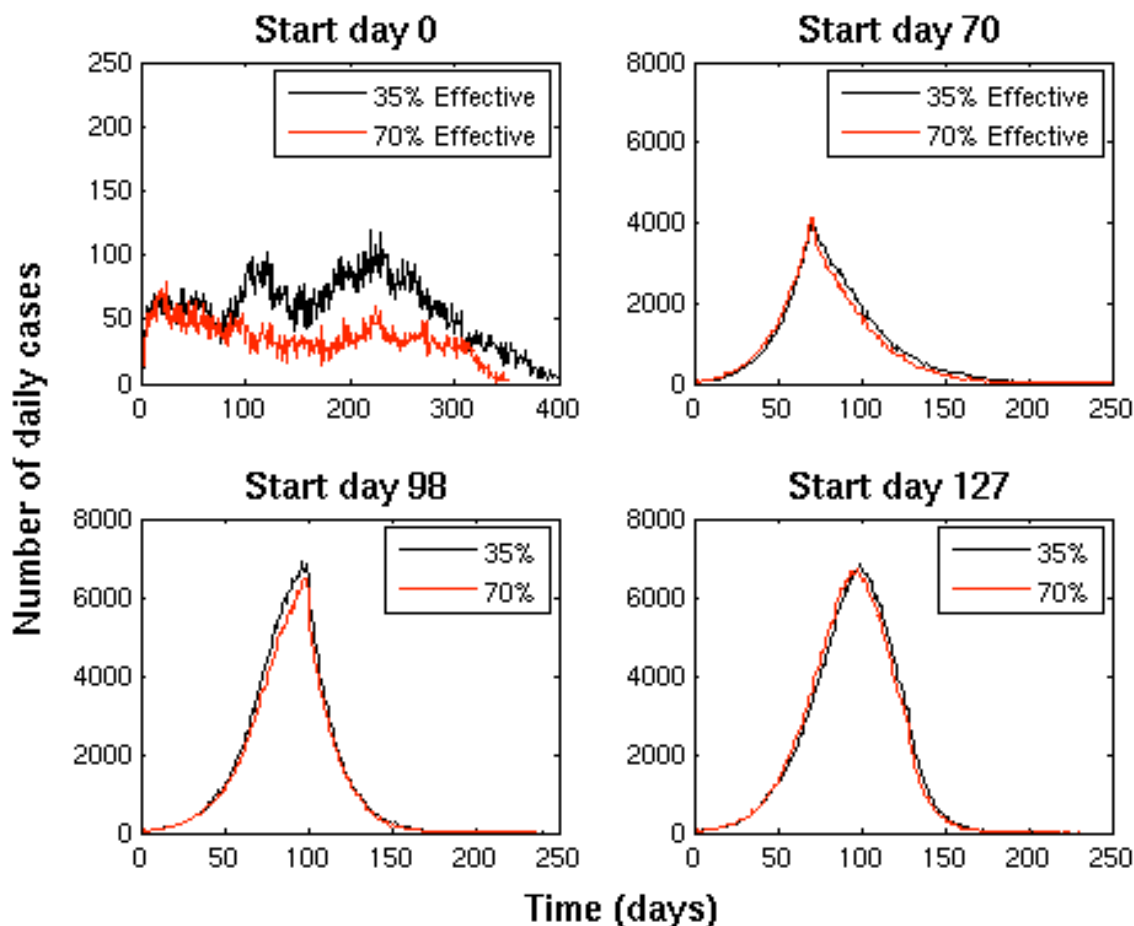 Start day 0
250
200
150
100
50
0
0 100 200 300 400
35% Effective
70% Effective
Start day 70
8000
6000
4000
2000
0
0 50 100 150 200 250
35% Effective
70% Effective
Start day 98
8000
6000
4000
2000
0
0 50 100 150 200 250
35%
70%
Start day 127
8000
6000
4000
2000
0
0 50 100 150 200 250
35%
70%
Number of daily cases
Time (days)